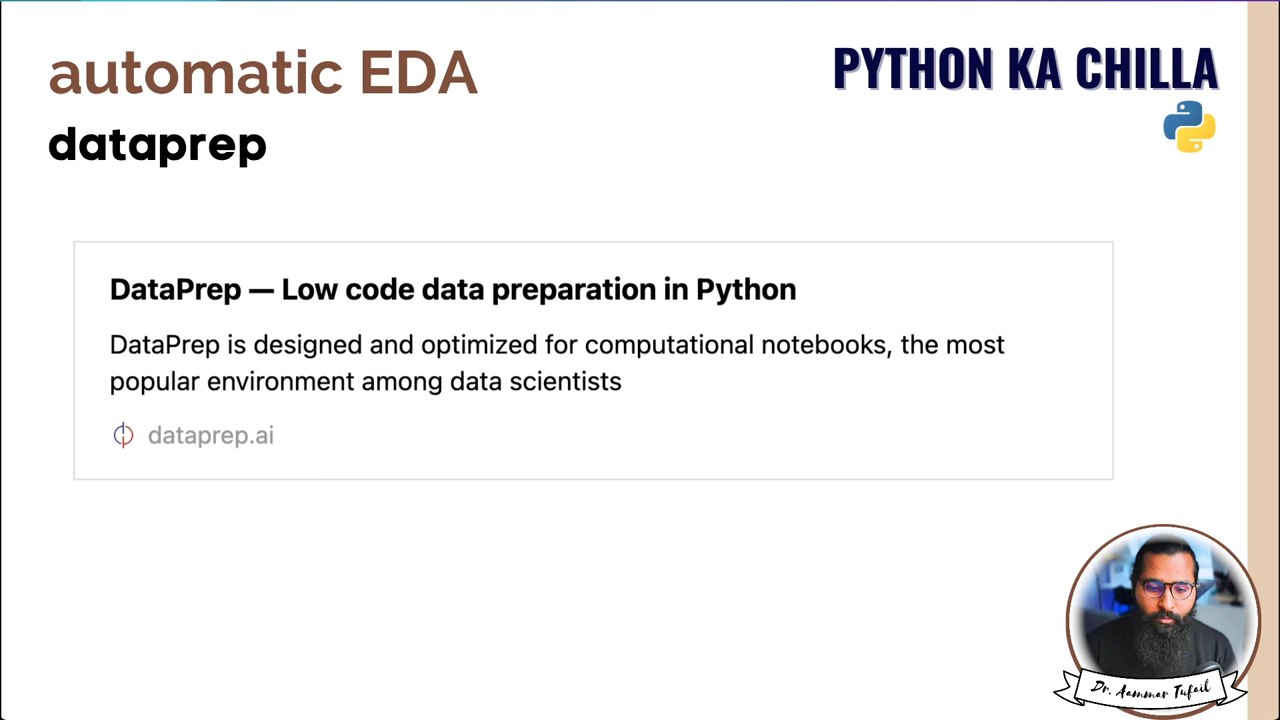 automatic EDA
PYTHON KA CHILLA
dataprep
DataPrep — Low code data preparation in Python
DataPrep is designed and optimized for computational notebooks, the most
popular environment among data scientists
dataprep.ai
Dr. Aammar Tufail